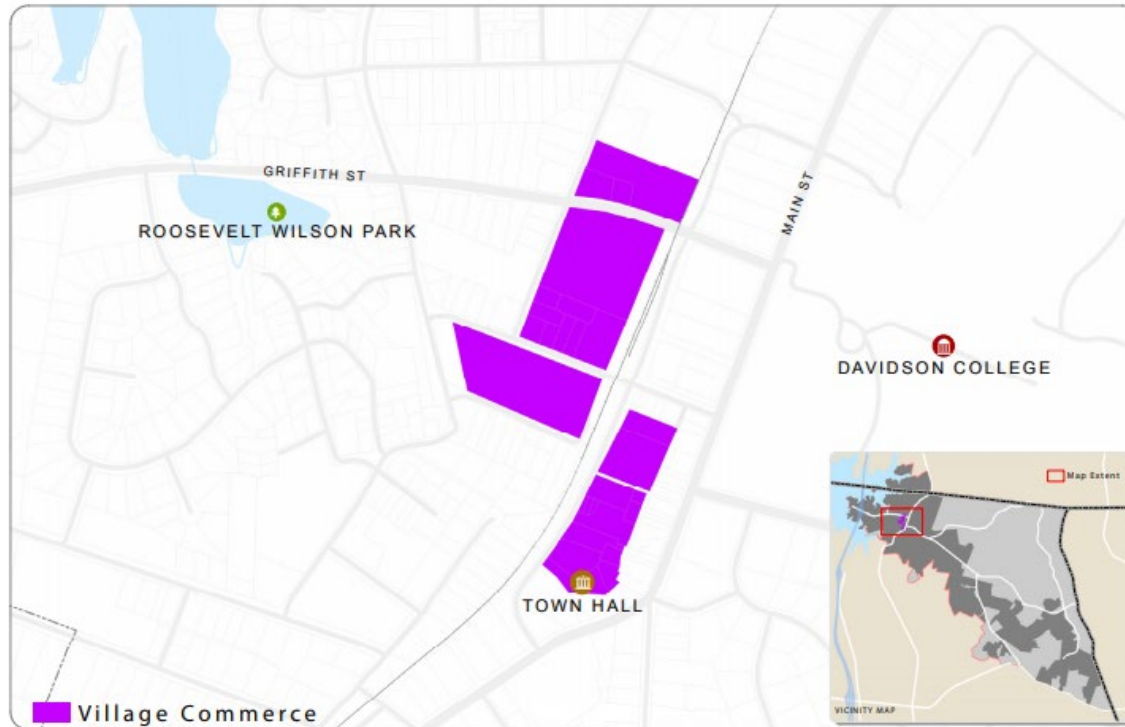 GRIFFITH ST
MAIN ST
ROOSEVELT WILSON PARK
DAVIDSON COLLEGE
Map Extent
TOWN HALL
VICINITY MAP
Village Commerce